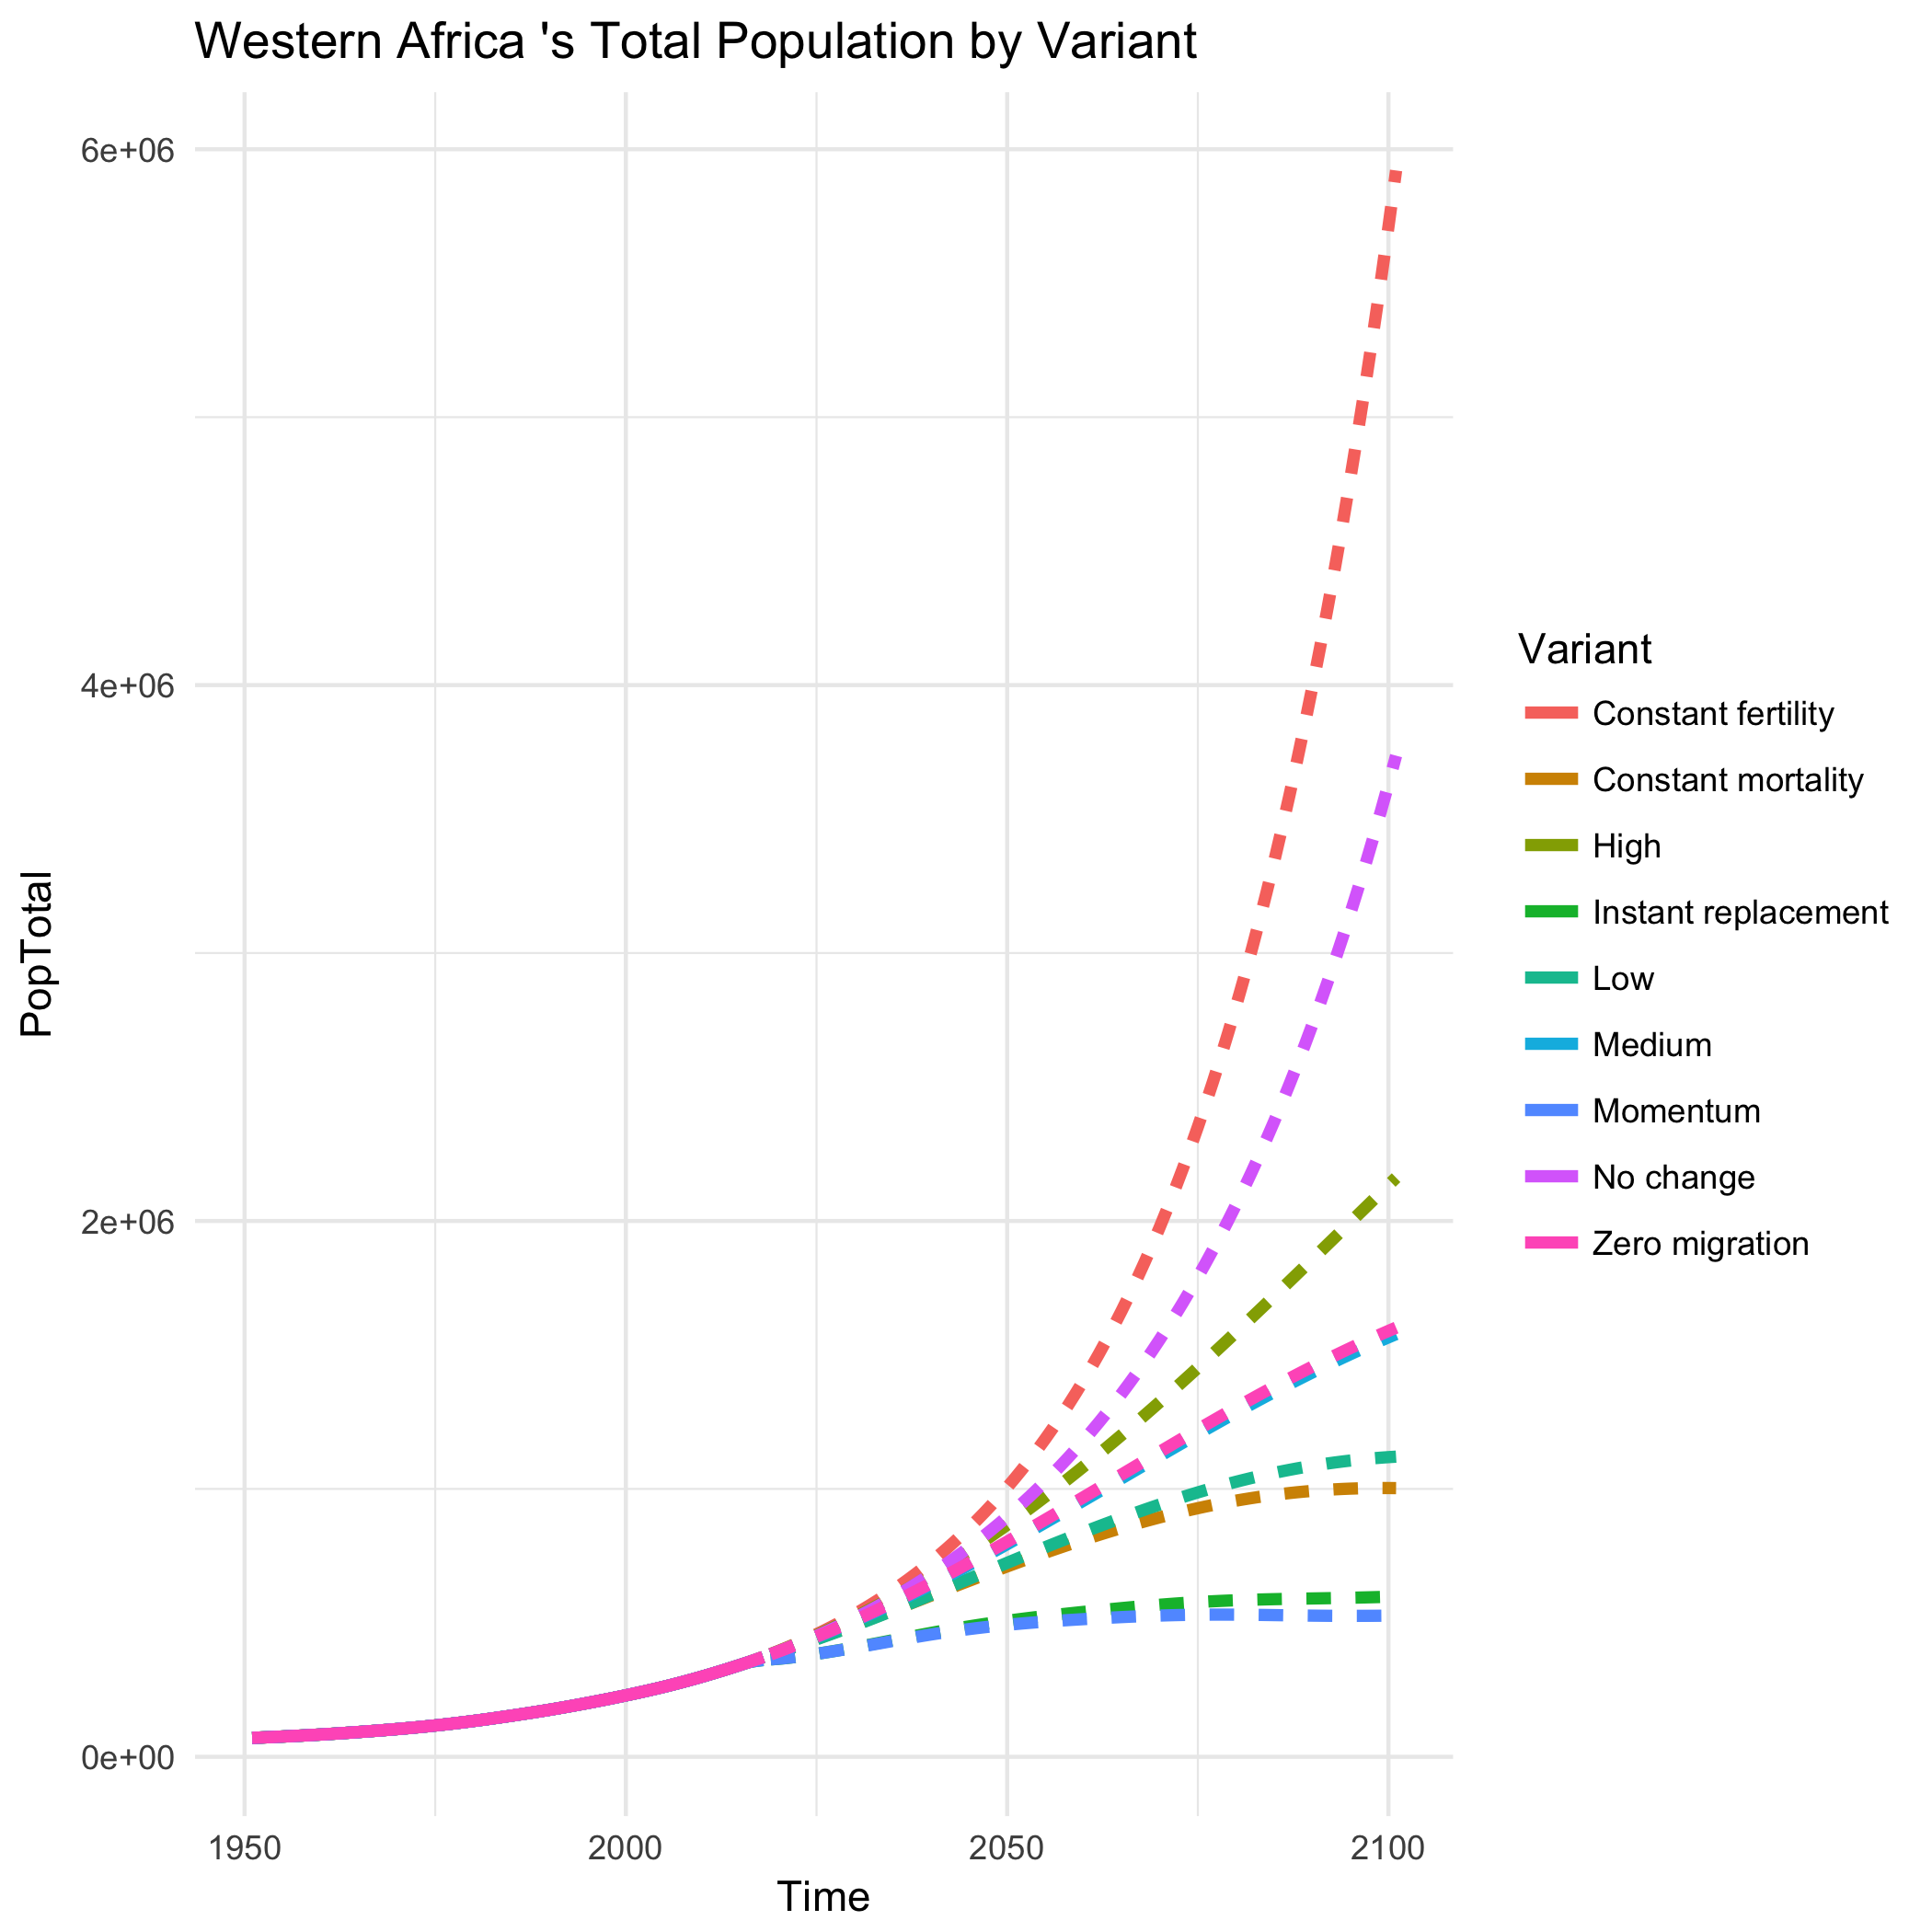 Western Africa 's Total Population by Variant
6e+06
4e+06
2e+06
0e+00
PopTotal
1950
2000
2050
2100
Time
Variant
Constant fertility
Constant mortality
High
Instant replacement
Low
Medium
Momentum
No change
Zero migration